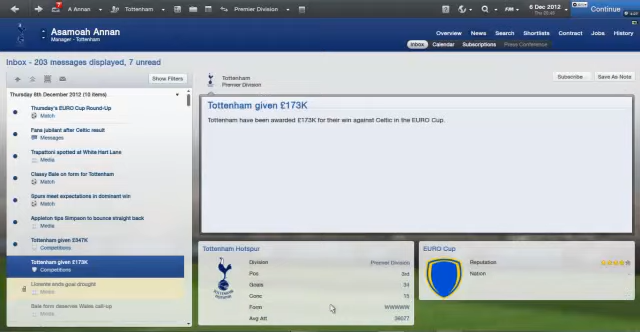 7 A Annan Tottenham Premier Division FM 6 Dec 2012 Continue
Asamoah Annan
Manager - Tottenham
Overview News Search Shortlists Contract Jobs History
Inbox Calendar Subscriptions Press Conference
Inbox - 203 messages displayed, 7 unread
Show Filters
Thursday 6th December 2012 (10 items)
Thursday's EURO Cup Round-Up
Match
Fans jubilant after Celtic result
Messages
Trapattoni spotted at White Hart Lane
Media
Classy Bale on form for Tottenham
Match
Spurs meet expectations in dominant win
Match
Appleton tips Simpson to bounce straight back
Media
Tottenham given £347K
Competitions
Tottenham given £173K
Competitions
Llorente ends goal drought
Media
Bale form deserves Wales call-up
Media
Tottenham
Premier Division
Subscribe Save As Note
Tottenham given £173K
Tottenham have been awarded £173K for their win against Celtic in the EURO Cup.
Tottenham Hotspur
Division Premier Division
Pos 3rd
Goals 34
Conc 15
Form WWWWW
Avg Att 36077
TOTTENHAM HOTSPUR
EURO Cup
Reputation
Nation